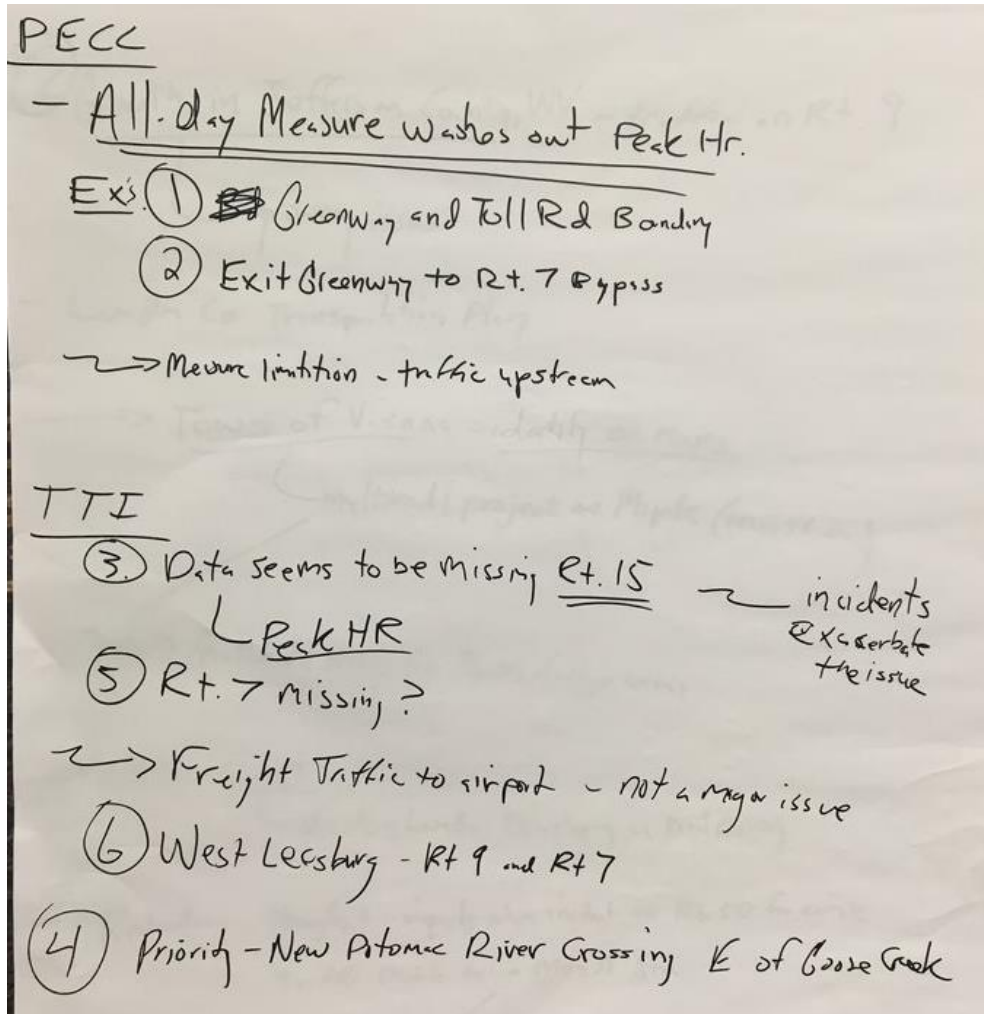 PECC
- All-day Measure washes out Peak Hr.
Ex's. 1 Greenway and Toll Rd Bonding
2 Exit Greenway to Rt. 7 Bypass
limitition - traffic upstream
TTI
3. Data seems to be missing Rt. 15
incidents
exacerbate
the issue
Peak HR
5 Rt. 7 missing?
Freight Traffic to airport - not a major issue
6 West Leesburg - Rt 9 and Rt 7
4 Priority - New Potomac River Crossing E of Goose Creek